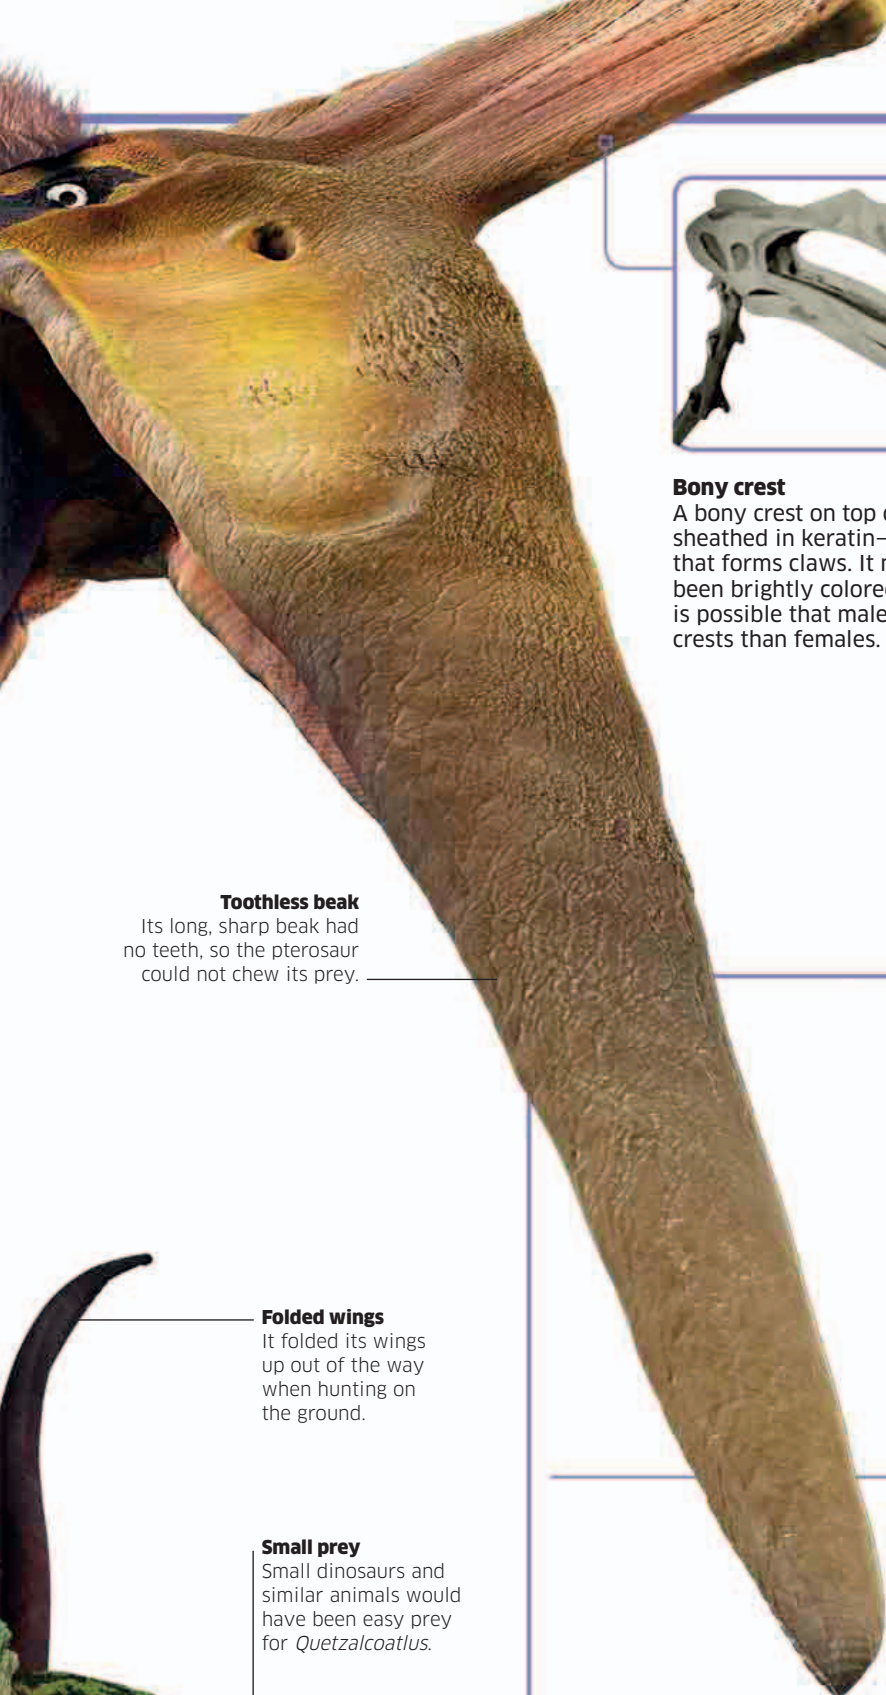 Bony crest
A bony crest on top
sheathed in keratin—
that forms claws. It
been brightly colored
is possible that male
crests than females.
Toothless beak
Its long, sharp beak had
no teeth, so the pterosaur
could not chew its prey.
Folded wings
It folded its wings
up out of the way
when hunting on
the ground.
Small prey
Small dinosaurs and
similar animals would
have been easy prey
for Quetzalcoatlus.